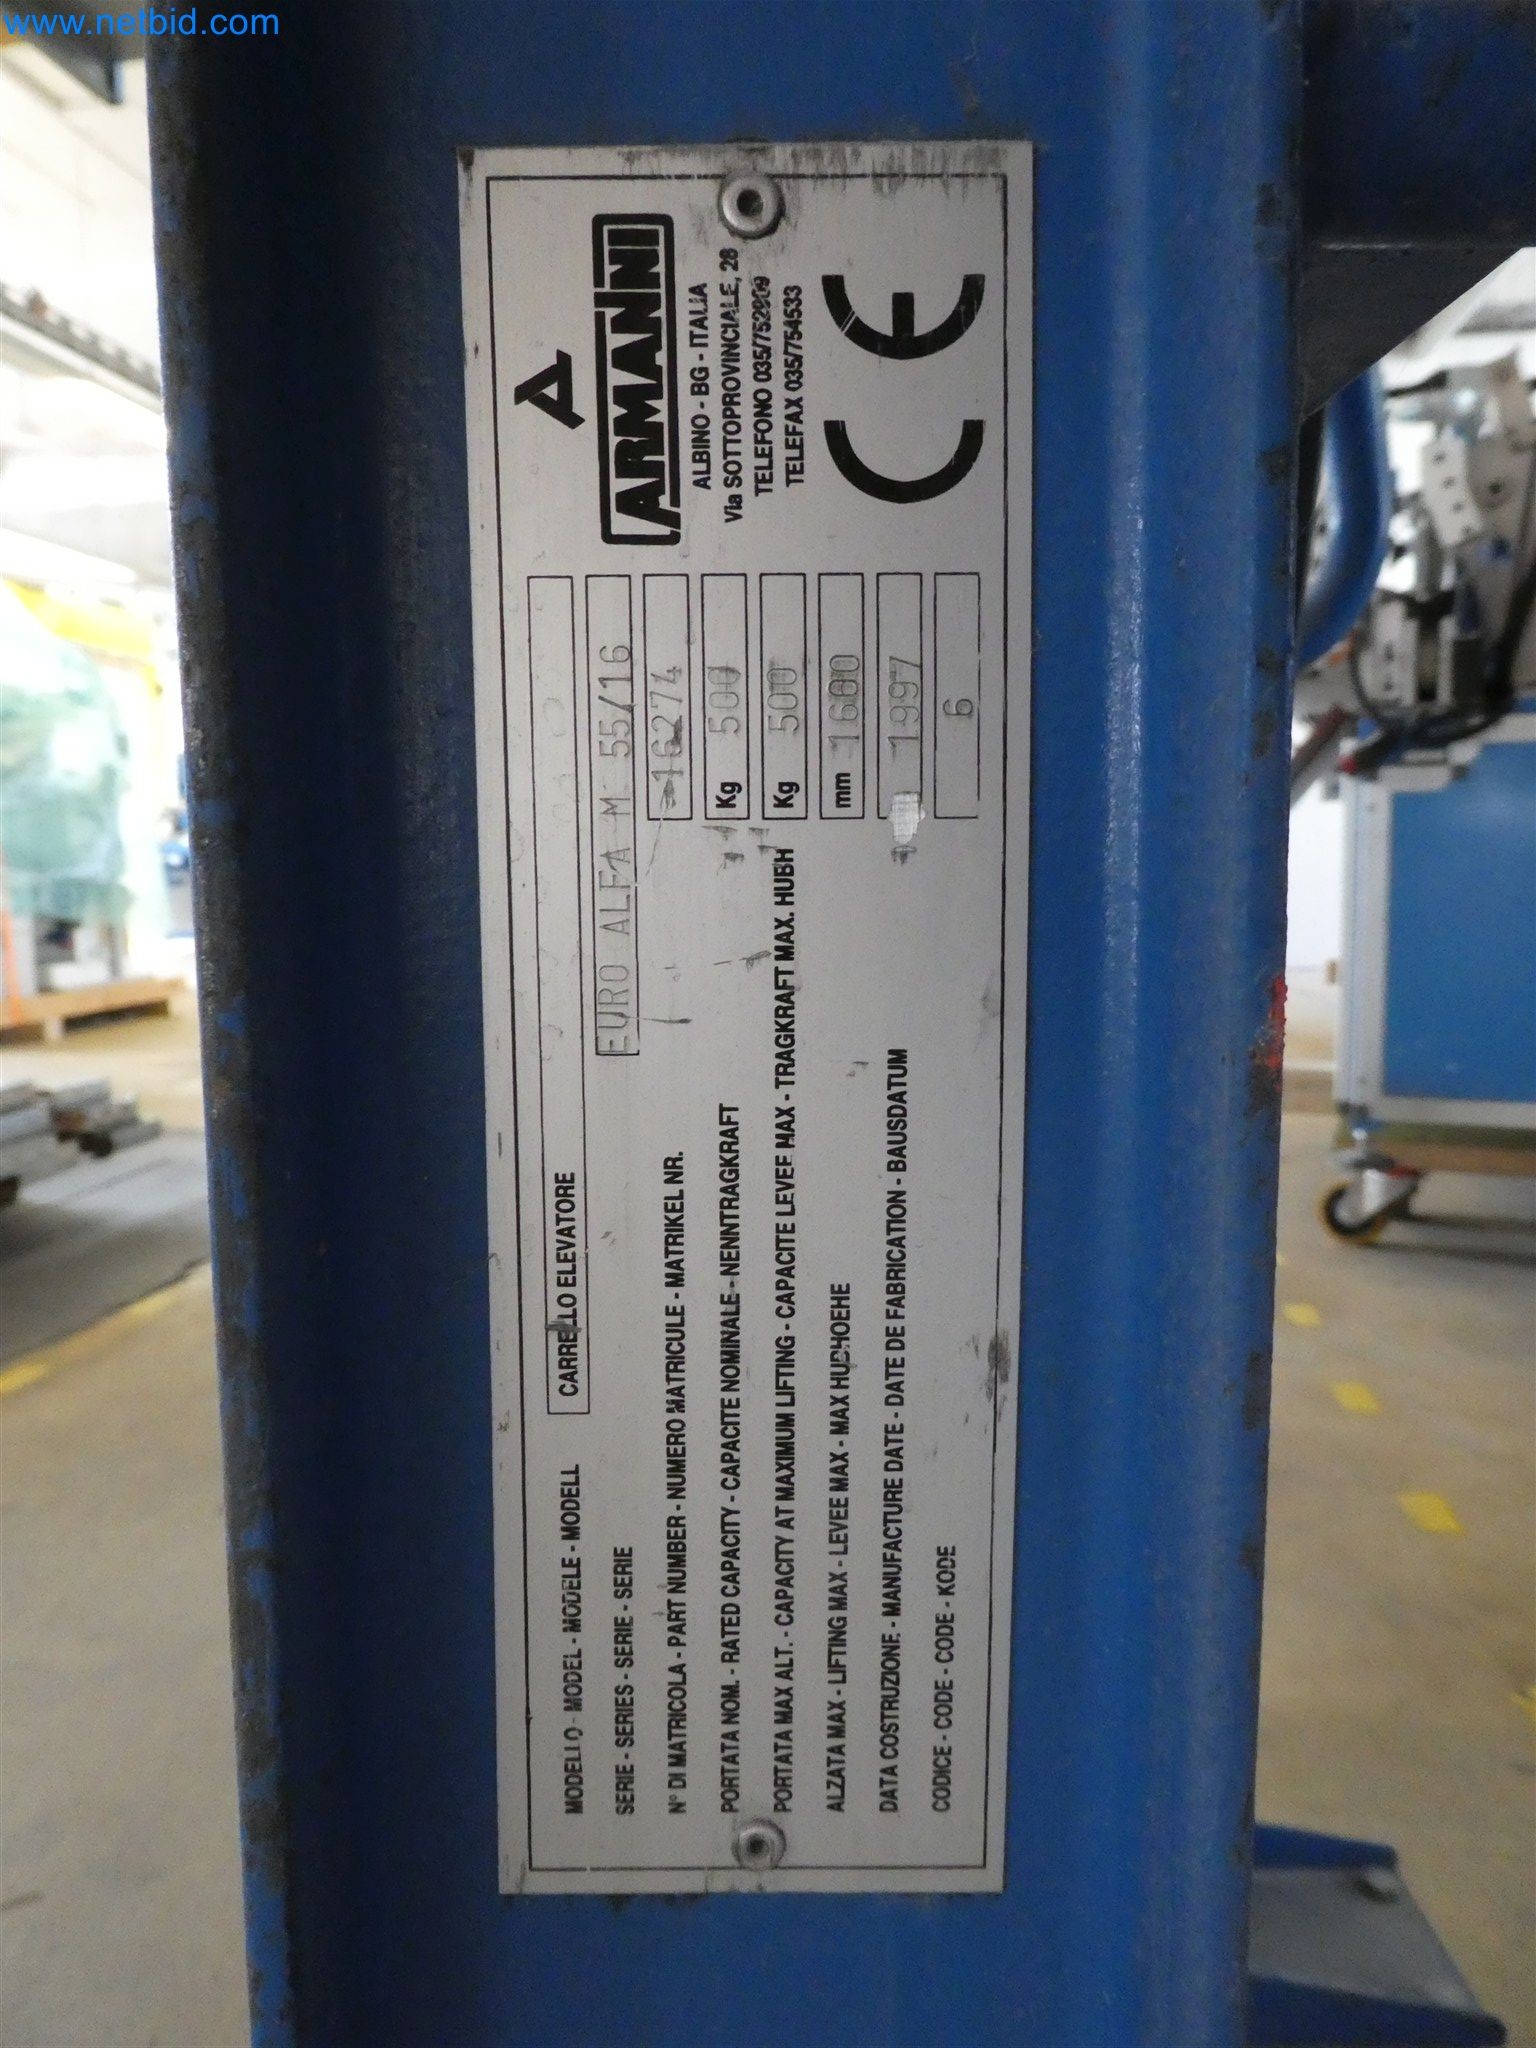 www.netbid.com
ARMANNI
ALBINO - BG - ITALIA
Via SOTTOPROVINCIALE, 28
TELEFONO
TELEFAX 035/754533
CE
MODELLO - MODEL - MODÈLE - MODELL CARRELLO ELEVATORE
SERIE - SERIES - SERIE - SERIE EURO ALFA M 55/16
N° DI MATRICOLA - PART NUMBER - NUMERO MATRICULE - MATRIKEL NR. 16274
PORTATA NOM. - RATED CAPACITY - CAPACITE NOMINALE - NENNTRAGKRAFT Kg 500
PORTATA MAX ALT. - CAPACITY AT MAXIMUM LIFTING - CAPACITE LEVEE MAX - TRAGKRAFT MAX. HUBH Kg 500
ALZATA MAX - LIFTING MAX - LEVEE MAX - MAX HUBHOEHE mm 1600
DATA COSTRUZIONE - MANUFACTURE DATE - DATE DE FABRICATION - BAUSDATUM 1997
CODICE - CODE - CODE - KODE 6